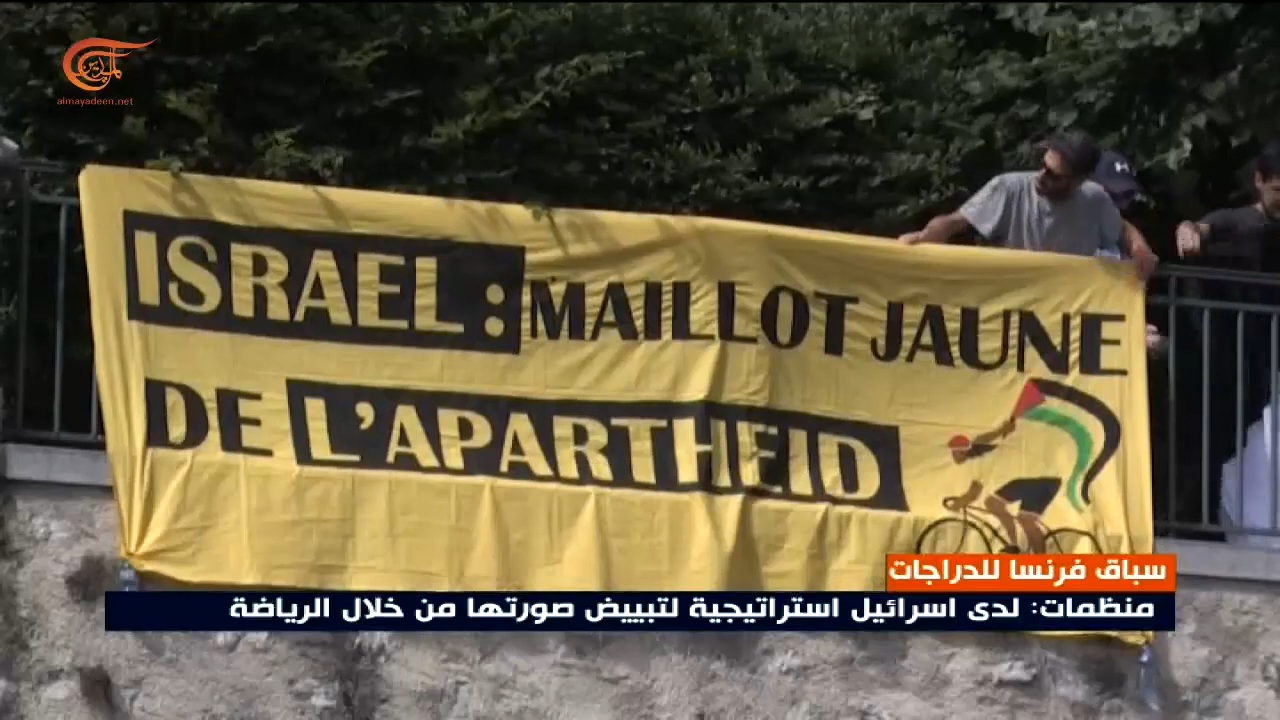 الميادين
almayadeen.net
ISRAEL : MAILLOT JAUNE
DE L'APARTHEID
سباق فرنسا للدراجات
منظمات: لدى اسرائيل استراتيجية لتبييض صورتها من خلال الرياضة